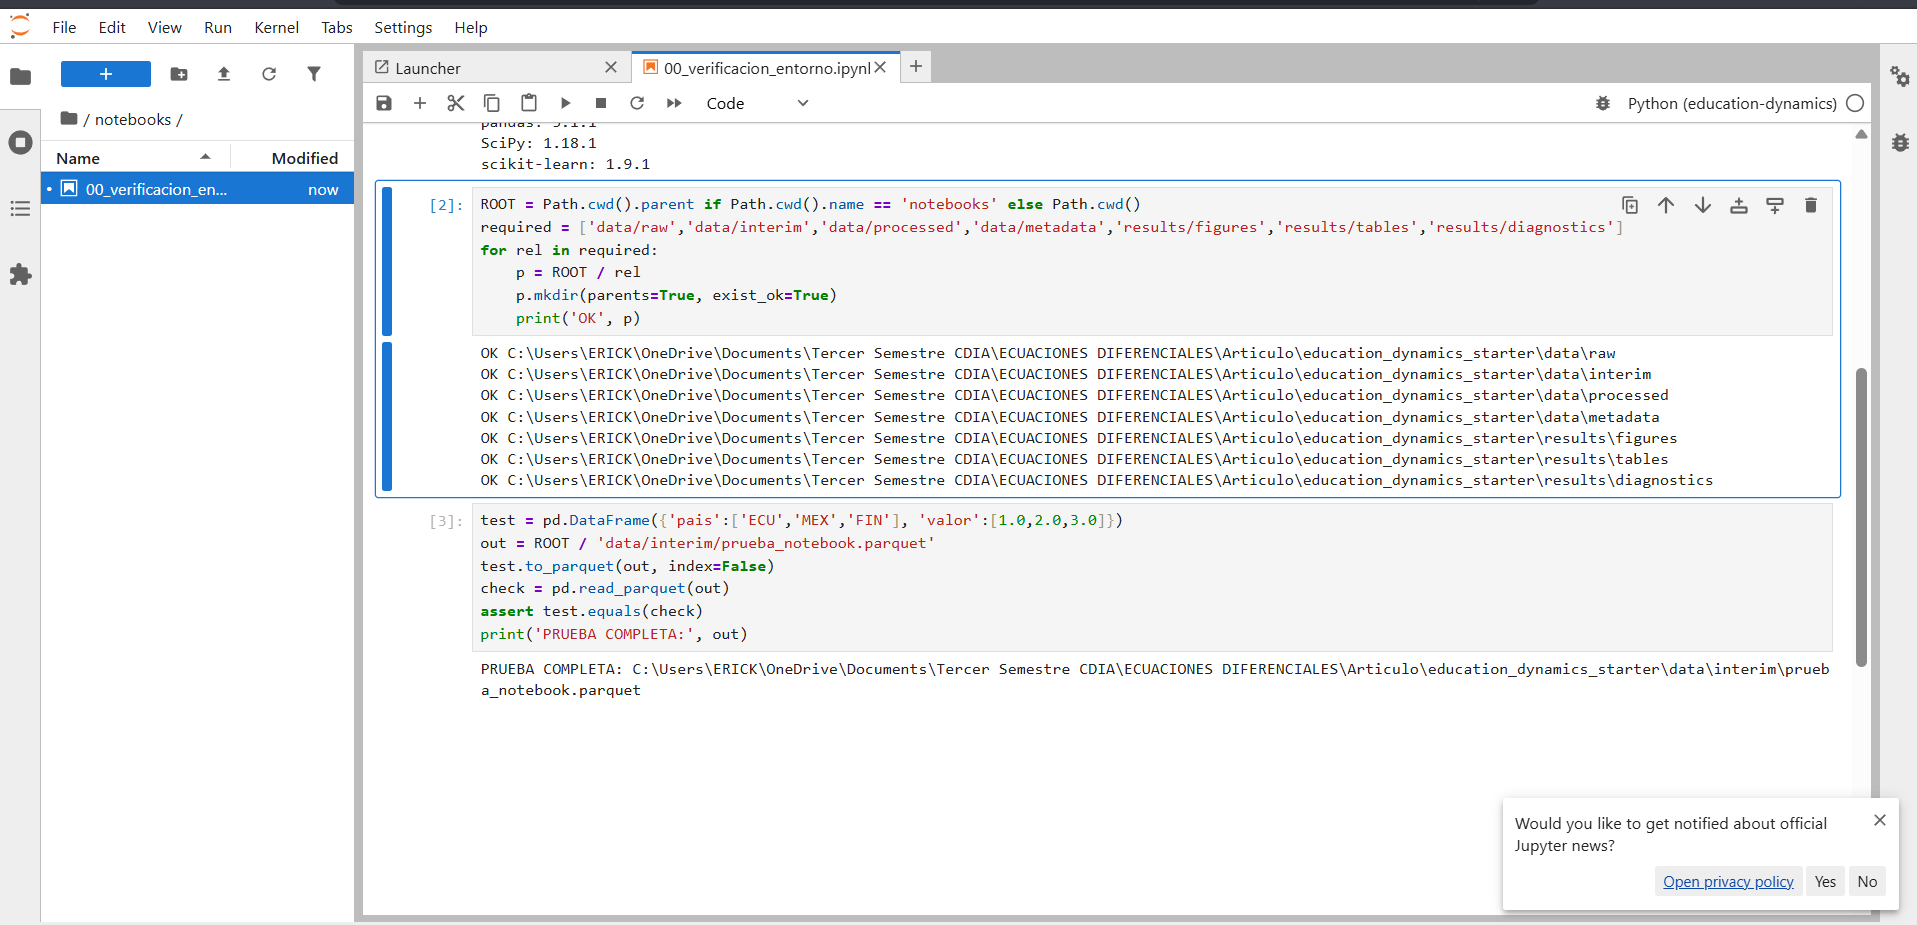 File Edit View Run Kernel Tabs Settings Help
/ notebooks /
Name Modified
00_verificacion_en... now
Launcher
00_verificacion_entorno.ipynl
Code
Python (education-dynamics)
SciPy: 1.18.1
scikit-learn: 1.9.1
[2]:
ROOT = Path.cwd().parent if Path.cwd().name == 'notebooks' else Path.cwd()
required = ['data/raw','data/interim','data/processed','data/metadata','results/figures','results/tables','results/diagnostics']
for rel in required:
    p = ROOT / rel
    p.mkdir(parents=True, exist_ok=True)
    print('OK', p)
OK C:\Users\ERICK\OneDrive\Documents\Tercer Semestre CDIA\ECUACIONES DIFERENCIALES\Articulo\education_dynamics_starter\data\raw
OK C:\Users\ERICK\OneDrive\Documents\Tercer Semestre CDIA\ECUACIONES DIFERENCIALES\Articulo\education_dynamics_starter\data\interim
OK C:\Users\ERICK\OneDrive\Documents\Tercer Semestre CDIA\ECUACIONES DIFERENCIALES\Articulo\education_dynamics_starter\data\processed
OK C:\Users\ERICK\OneDrive\Documents\Tercer Semestre CDIA\ECUACIONES DIFERENCIALES\Articulo\education_dynamics_starter\data\metadata
OK C:\Users\ERICK\OneDrive\Documents\Tercer Semestre CDIA\ECUACIONES DIFERENCIALES\Articulo\education_dynamics_starter\results\figures
OK C:\Users\ERICK\OneDrive\Documents\Tercer Semestre CDIA\ECUACIONES DIFERENCIALES\Articulo\education_dynamics_starter\results\tables
OK C:\Users\ERICK\OneDrive\Documents\Tercer Semestre CDIA\ECUACIONES DIFERENCIALES\Articulo\education_dynamics_starter\results\diagnostics
[3]:
test = pd.DataFrame({'pais':['ECU','MEX','FIN'], 'valor':[1.0,2.0,3.0]})
out = ROOT / 'data/interim/prueba_notebook.parquet'
test.to_parquet(out, index=False)
check = pd.read_parquet(out)
assert test.equals(check)
print('PRUEBA COMPLETA:', out)
PRUEBA COMPLETA: C:\Users\ERICK\OneDrive\Documents\Tercer Semestre CDIA\ECUACIONES DIFERENCIALES\Articulo\education_dynamics_starter\data\interim\prueb
a_notebook.parquet
Would you like to get notified about official
Jupyter news?
Open privacy policy Yes No